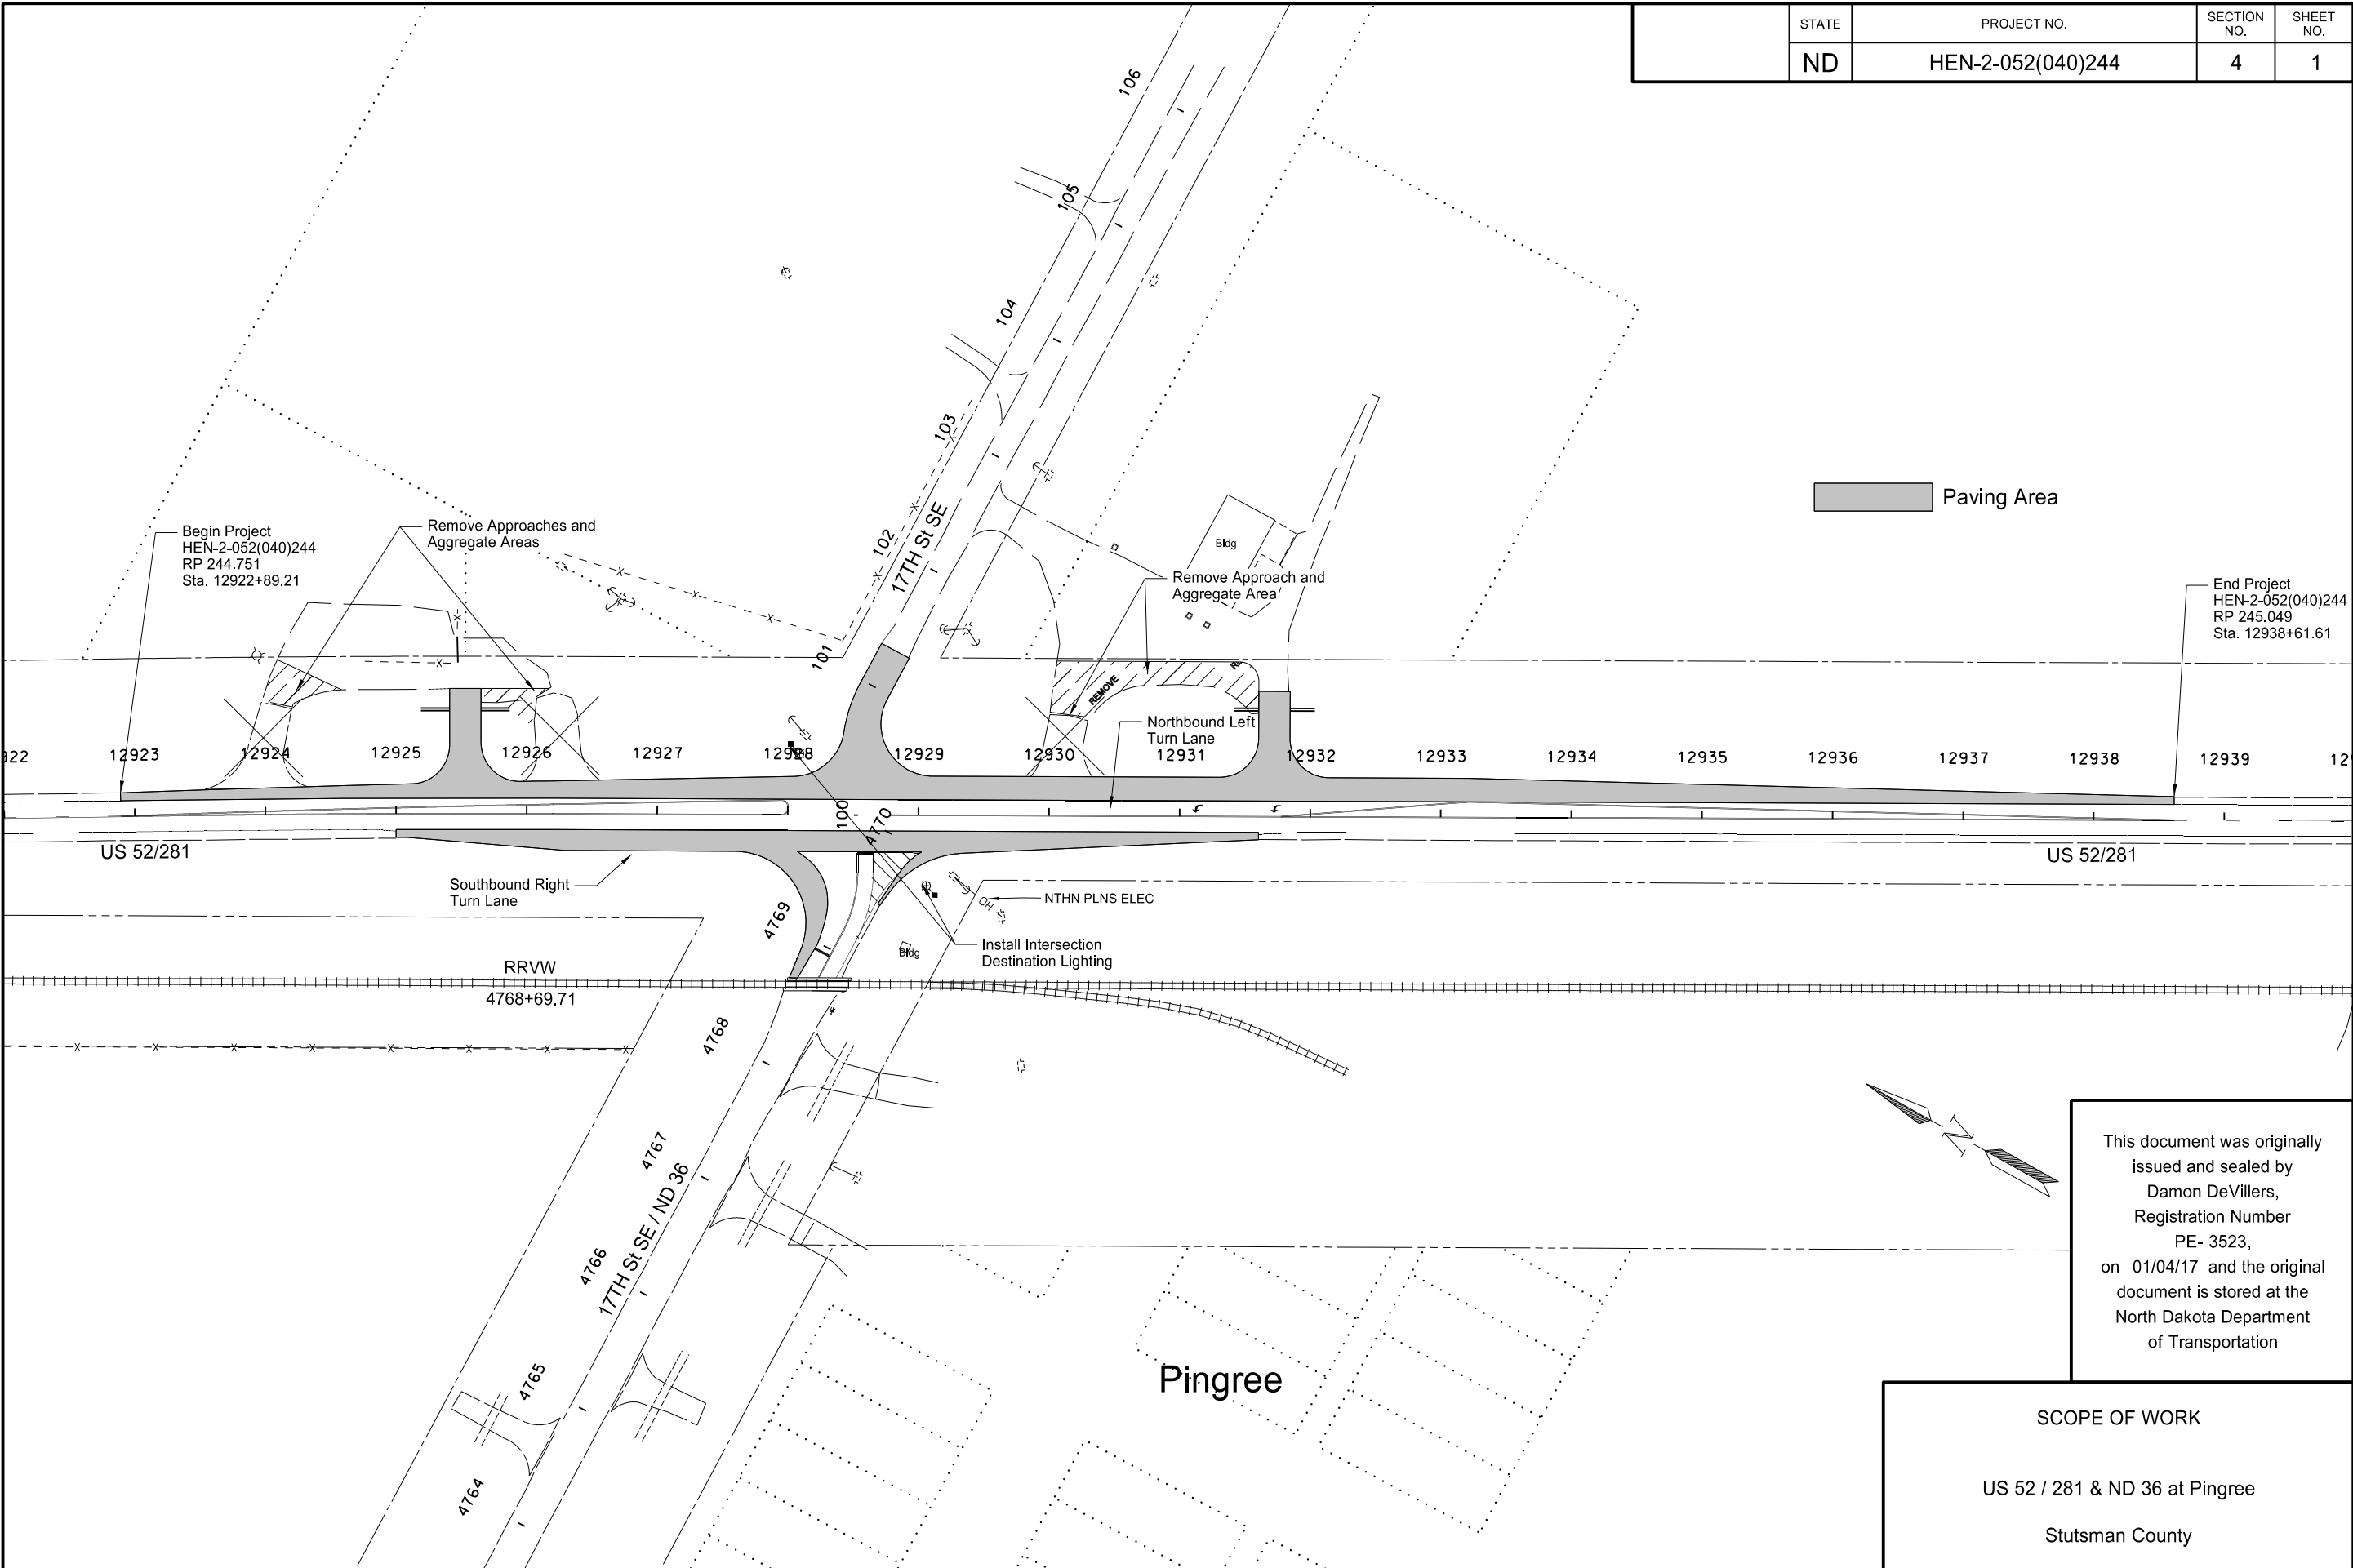 STATE
PROJECT NO.
SECTION NO.
SHEET NO.
ND
HEN-2-052(040)244
4
1
106
105
104
103
102
101
100
17TH St SE
Paving Area
Begin Project
HEN-2-052(040)244
RP 244.751
Sta. 12922+89.21
Remove Approaches and
Aggregate Areas
Bldg
Remove Approach and
Aggregate Area
End Project
HEN-2-052(040)244
RP 245.049
Sta. 12938+61.61
REMOVE
Northbound Left
Turn Lane
12923
12924
12925
12926
12927
12928
12929
12930
12931
12932
12933
12934
12935
12936
12937
12938
12939
4770
US 52/281
US 52/281
Southbound Right
Turn Lane
4769
OH
NTHN PLNS ELEC
Bldg
Install Intersection
Destination Lighting
RRVW
4768+69.71
4768
4767
4766
4765
4764
17TH St SE / ND 36
N
Pingree
This document was originally
issued and sealed by
Damon DeVillers,
Registration Number
PE- 3523,
on 01/04/17 and the original
document is stored at the
North Dakota Department
of Transportation
SCOPE OF WORK
US 52 / 281 & ND 36 at Pingree
Stutsman County